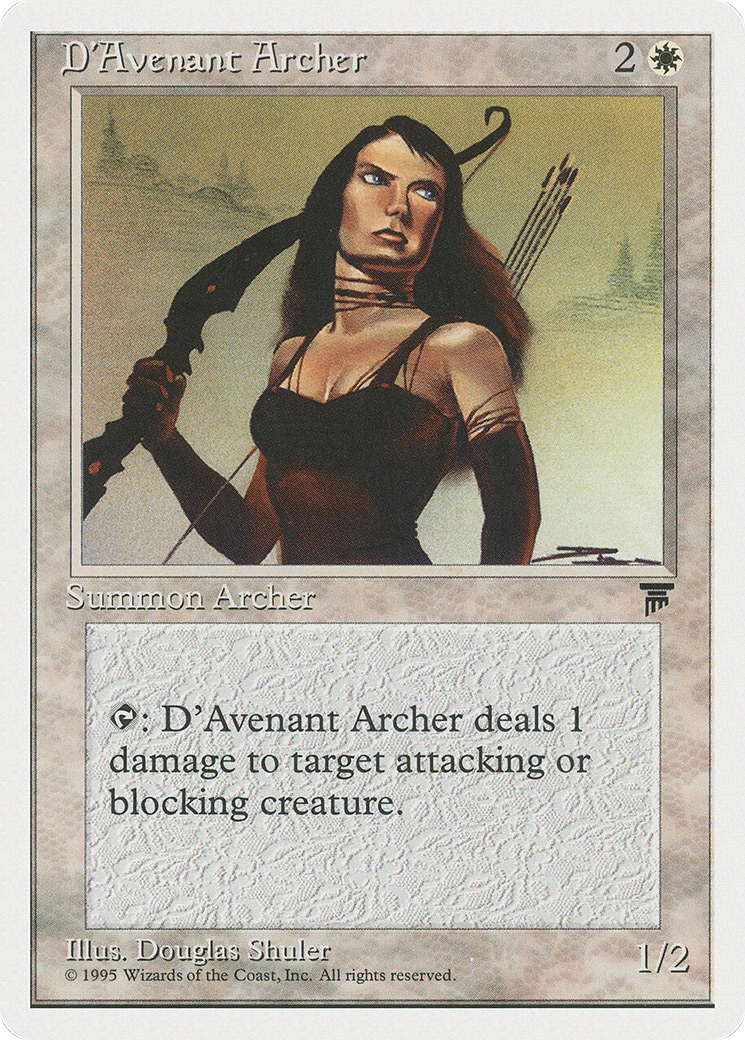 D'Avenant Archer 2
Summon Archer
: D'Avenant Archer deals 1
damage to target attacking or
blocking creature.
Illus. Douglas Shuler
1/2
© 1995 Wizards of the Coast, Inc. All rights reserved.